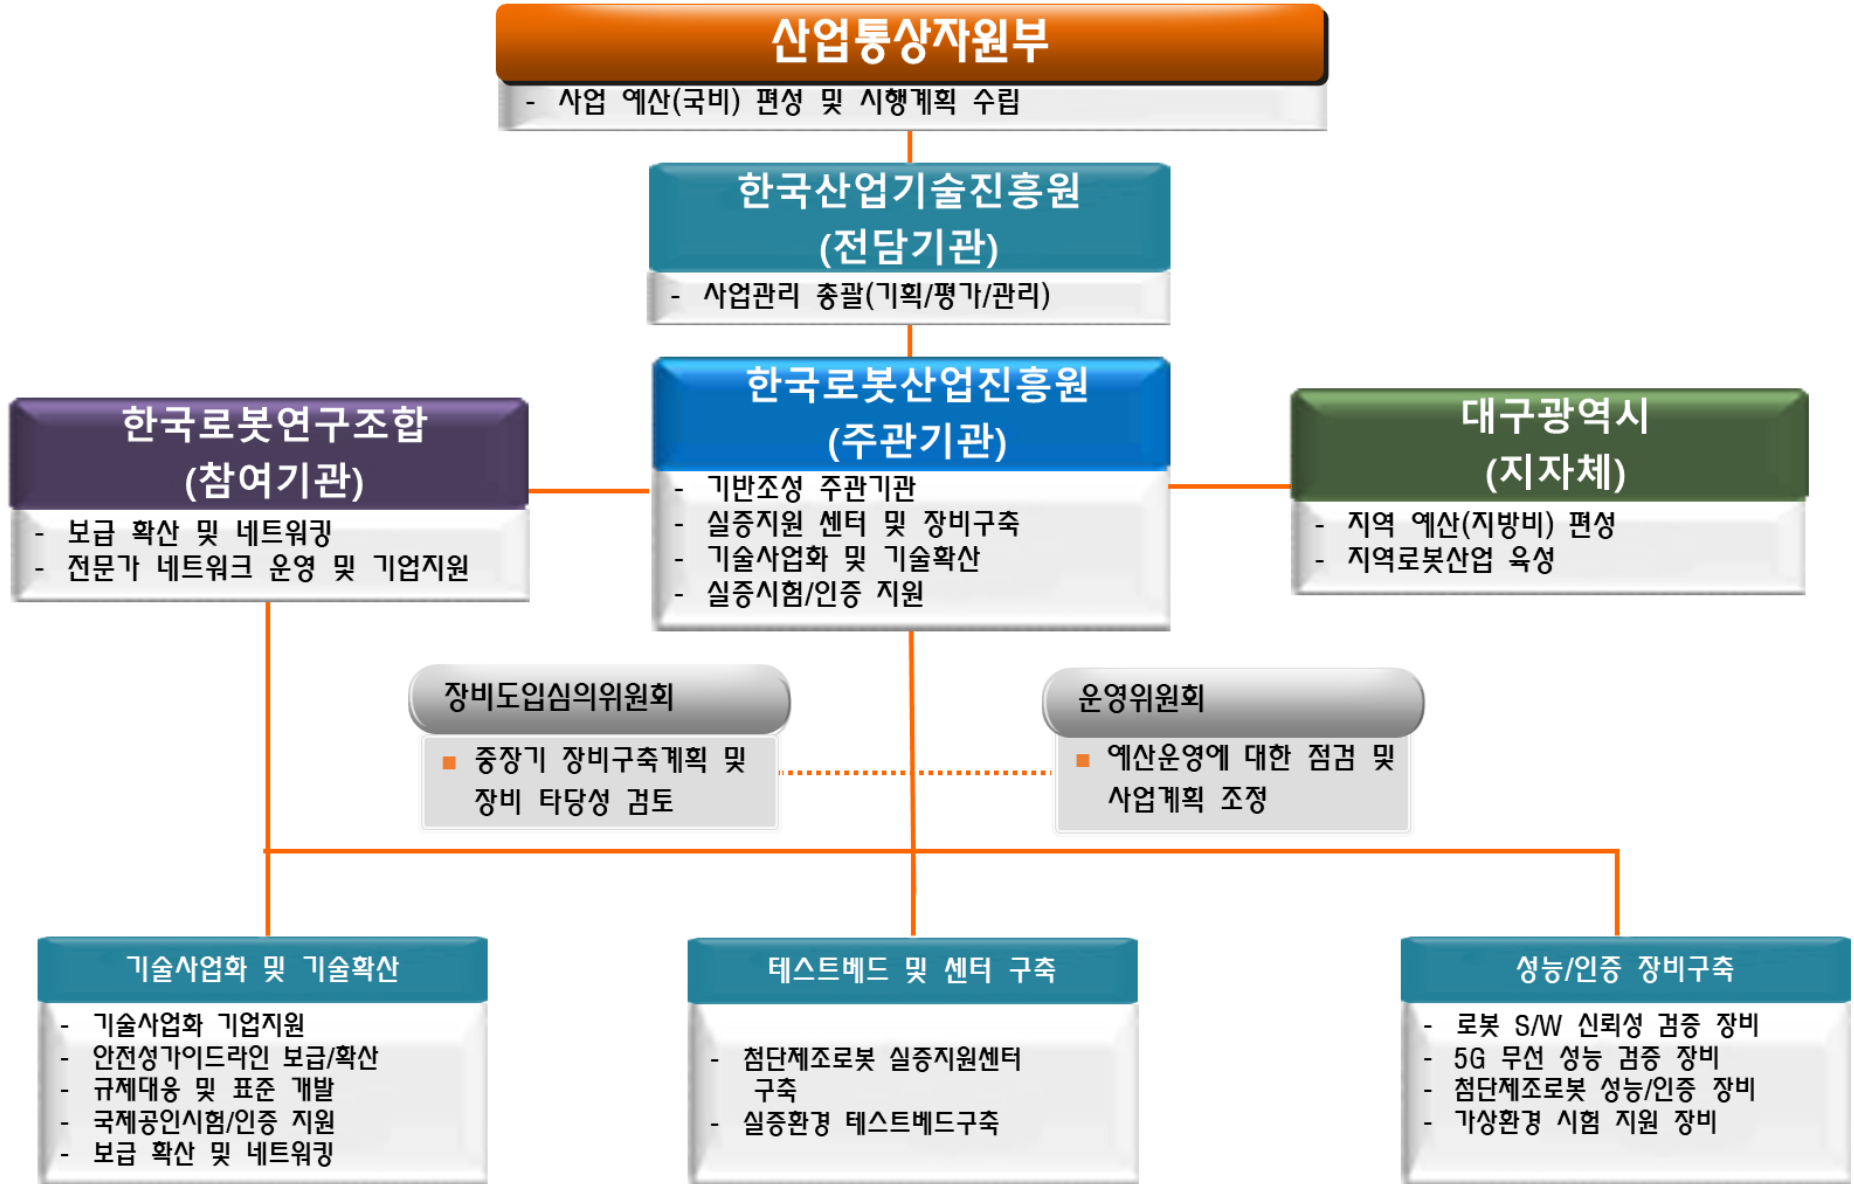 산업통상자원부
- 사업 예산(국비) 편성 및 시행계획 수립
한국산업기술진흥원
(전담기관)
- 사업관리 총괄(기획/평가/관리)
한국로봇연구조합
(참여기관)
- 보급 확산 및 네트워킹
- 전문가 네트워크 운영 및 기업지원
한국로봇산업진흥원
(주관기관)
- 기반조성 주관기관
- 실증지원 센터 및 장비구축
- 기술사업화 및 기술확산
- 실증시험/인증 지원
대구광역시
(지자체)
- 지역 예산(지방비) 편성
- 지역로봇산업 육성
장비도입심의위원회
■ 중장기 장비구축계획 및
장비 타당성 검토
운영위원회
■ 예산운영에 대한 점검 및
사업계획 조정
기술사업화 및 기술확산
- 기술사업화 기업지원
- 안전성가이드라인 보급/확산
- 규제대응 및 표준 개발
- 국제공인시험/인증 지원
- 보급 확산 및 네트워킹
테스트베드 및 센터 구축
- 첨단제조로봇 실증지원센터
구축
- 실증환경 테스트베드구축
성능/인증 장비구축
- 로봇 S/W 신뢰성 검증 장비
- 5G 무선 성능 검증 장비
- 첨단제조로봇 성능/인증 장비
- 가상환경 시험 지원 장비